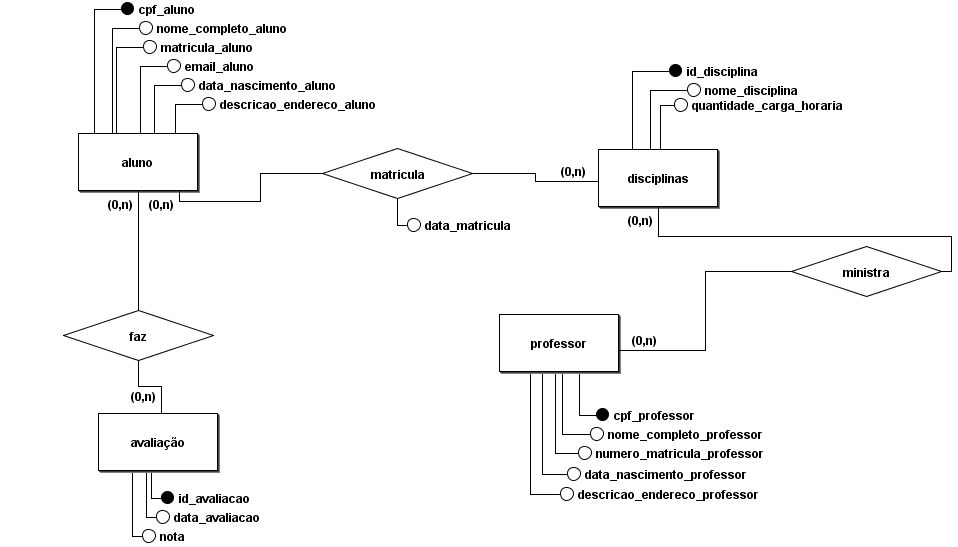 cpf_aluno
nome_completo_aluno
matricula_aluno
email_aluno
data_nascimento_aluno
descricao_endereco_aluno
aluno
(0,n)
(0,n)
matricula
data_matricula
(0,n)
id_disciplina
nome_disciplina
quantidade_carga_horaria
disciplinas
(0,n)
ministra
(0,n)
professor
cpf_professor
nome_completo_professor
numero_matricula_professor
data_nascimento_professor
descricao_endereco_professor
faz
(0,n)
avaliação
id_avaliacao
data_avaliacao
nota